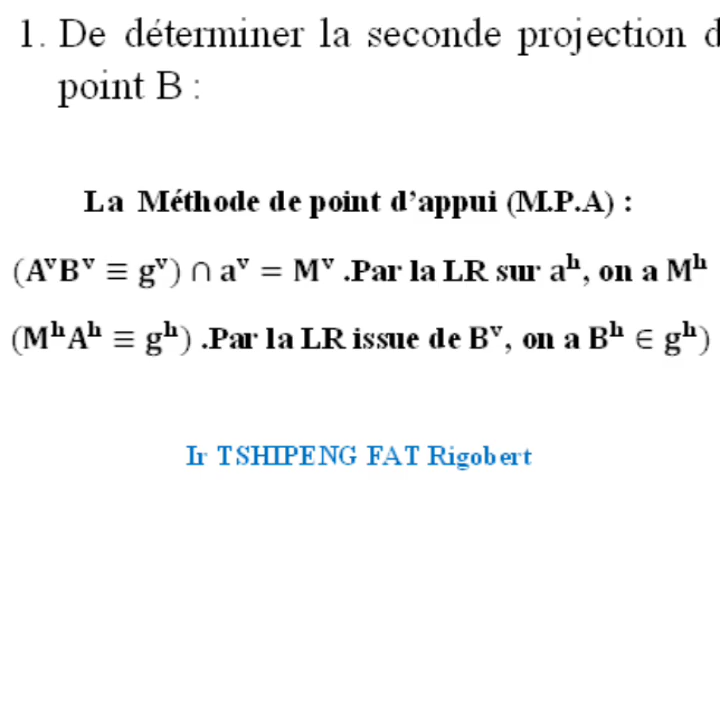 1. De déterminer la seconde projection d
point B :
La Méthode de point d’appui (M.P.A) :
(AᵛBᵛ ≡ gᵛ) ∩ aᵛ = Mᵛ .Par la LR sur aʰ, on a Mʰ
(MʰAʰ ≡ gʰ) .Par la LR issue de Bᵛ, on a Bʰ ∈ gʰ)
Ir TSHIPENG FAT Rigobert